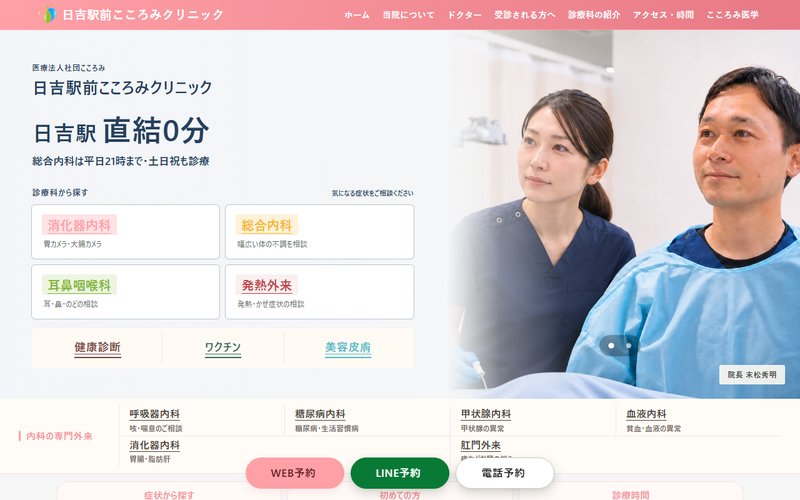 日吉駅前こころみクリニック
ホーム 当院について ドクター 受診される方へ 診療科の紹介 アクセス・時間 こころみ医学
医療法人社団こころみ
日吉駅前こころみクリニック
日吉駅 直結0分
総合内科は平日21時まで・土日祝も診療
診療科から探す
気になる症状をご相談ください
消化器内科
胃カメラ・大腸カメラ
総合内科
幅広い体の不調を相談
耳鼻咽喉科
耳・鼻・のどの相談
発熱外来
発熱・かぜ症状の相談
健康診断
ワクチン
美容皮膚
院長 末松秀明
内科の専門外来
呼吸器内科
咳・喘息のご相談
糖尿病内科
糖尿病・生活習慣病
甲状腺内科
甲状腺の異常
血液内科
貧血・血液の異常
消化器内科
胃腸・脂肪肝
肛門外来
WEB予約
LINE予約
電話予約
症状から探す
初めての方
診療時間